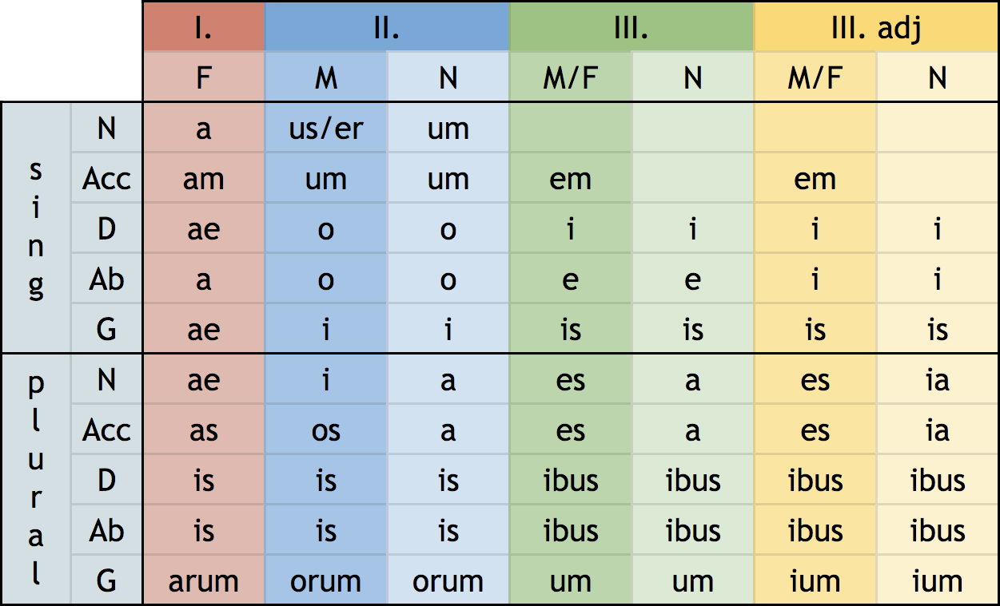 I. II. III. III. adj
F M N M/F N M/F N
sing
N a us/er um
Acc am um um em em
D ae o o i i i i
Ab a o o e e i i
G ae i i is is is is
plural
N ae i a es a es ia
Acc as os a es a es ia
D is is is ibus ibus ibus ibus
Ab is is is ibus ibus ibus ibus
G arum orum orum um um ium ium